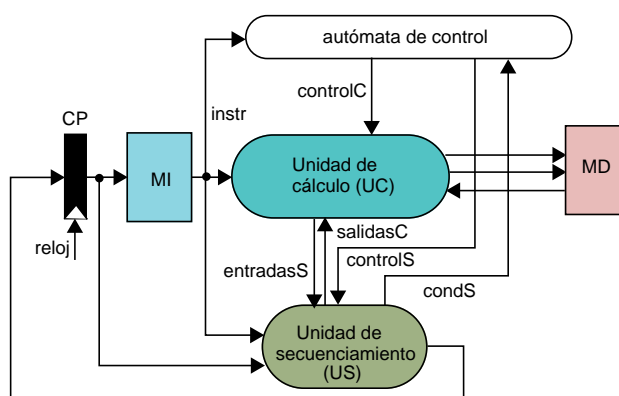 autómata de control
controlC
instr
CP
MI
Unidad de
cálculo (UC)
MD
reloj
salidasC
controlS
entradasS
condS
Unidad de
secuenciamiento
(US)